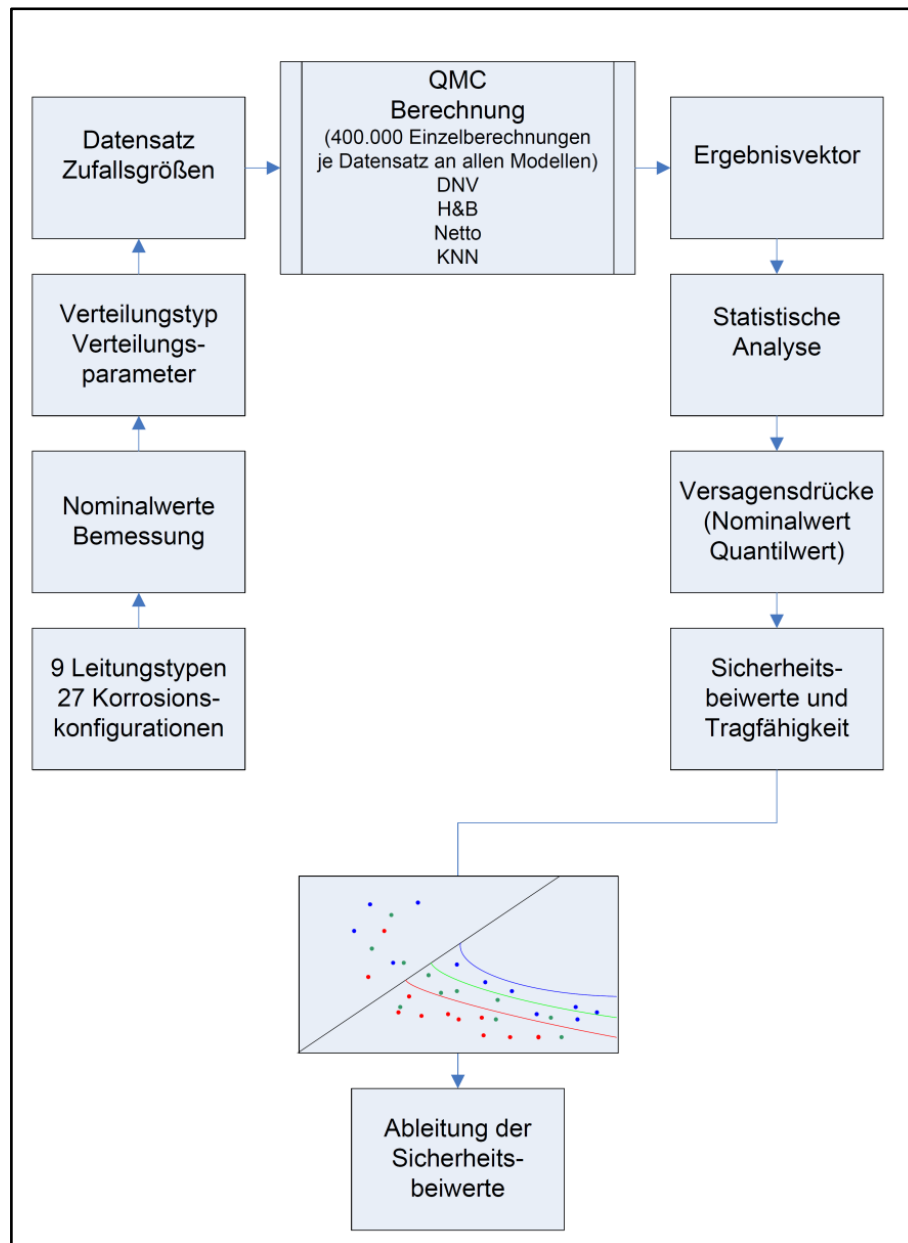 QMC
Berechnung
(400.000 Einzelberechnungen
je Datensatz an allen Modellen)
DNV
H&B
Netto
KNN
Datensatz
Zufallsgrößen
Ergebnisvektor
Verteilungstyp
Verteilungs-
parameter
Statistische
Analyse
Nominalwerte
Bemessung
Versagensdrücke
(Nominalwert
Quantilwert)
9 Leitungstypen
27 Korrosions-
konfigurationen
Sicherheits-
beiwerte und
Tragfähigkeit
Ableitung der
Sicherheits-
beiwerte